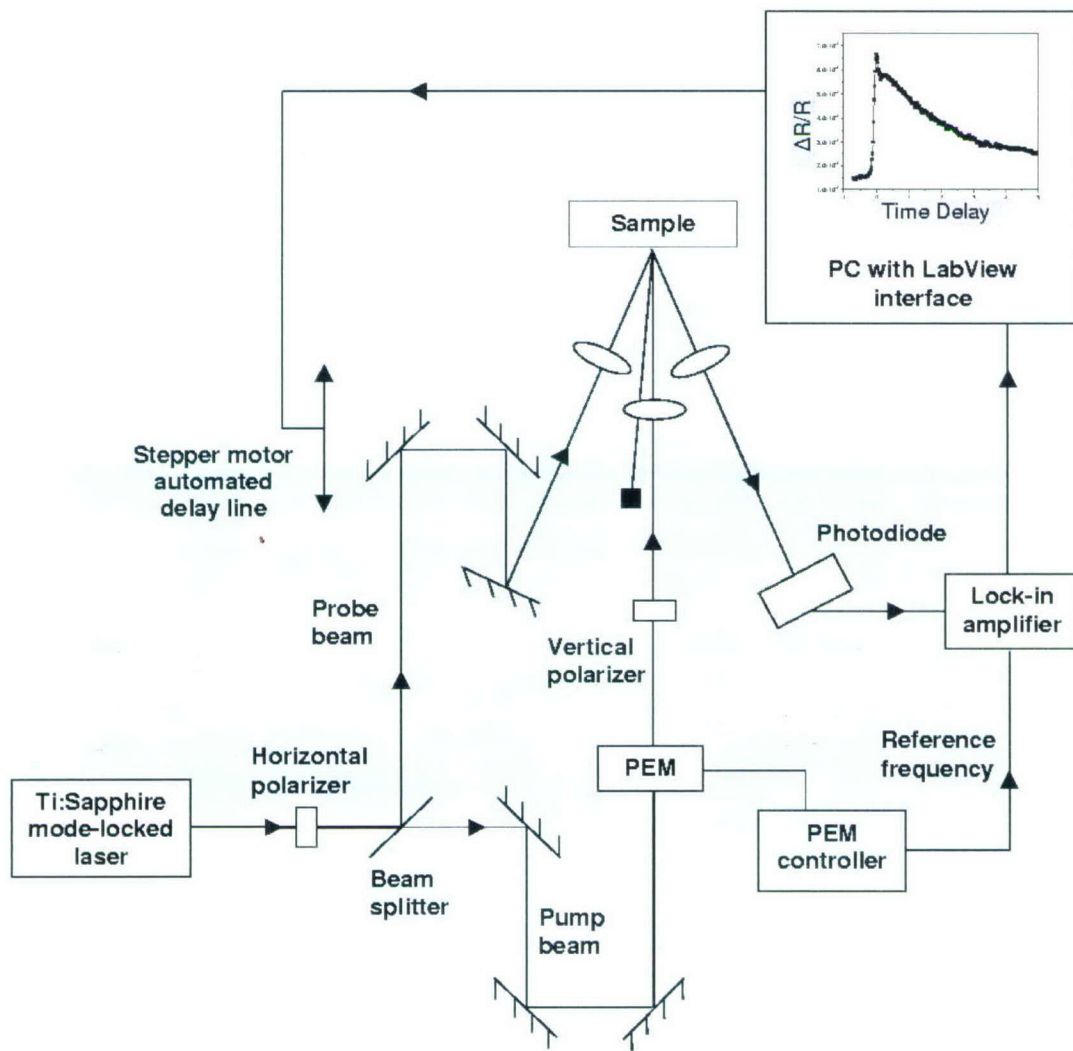 ΔR/R
Time Delay
PC with LabView
interface
Sample
Stepper motor
automated
delay line
Photodiode
Lock-in
amplifier
Probe
beam
Vertical
polarizer
Reference
frequency
Horizontal
polarizer
PEM
Ti:Sapphire
mode-locked
laser
PEM
controller
Beam
splitter
Pump
beam